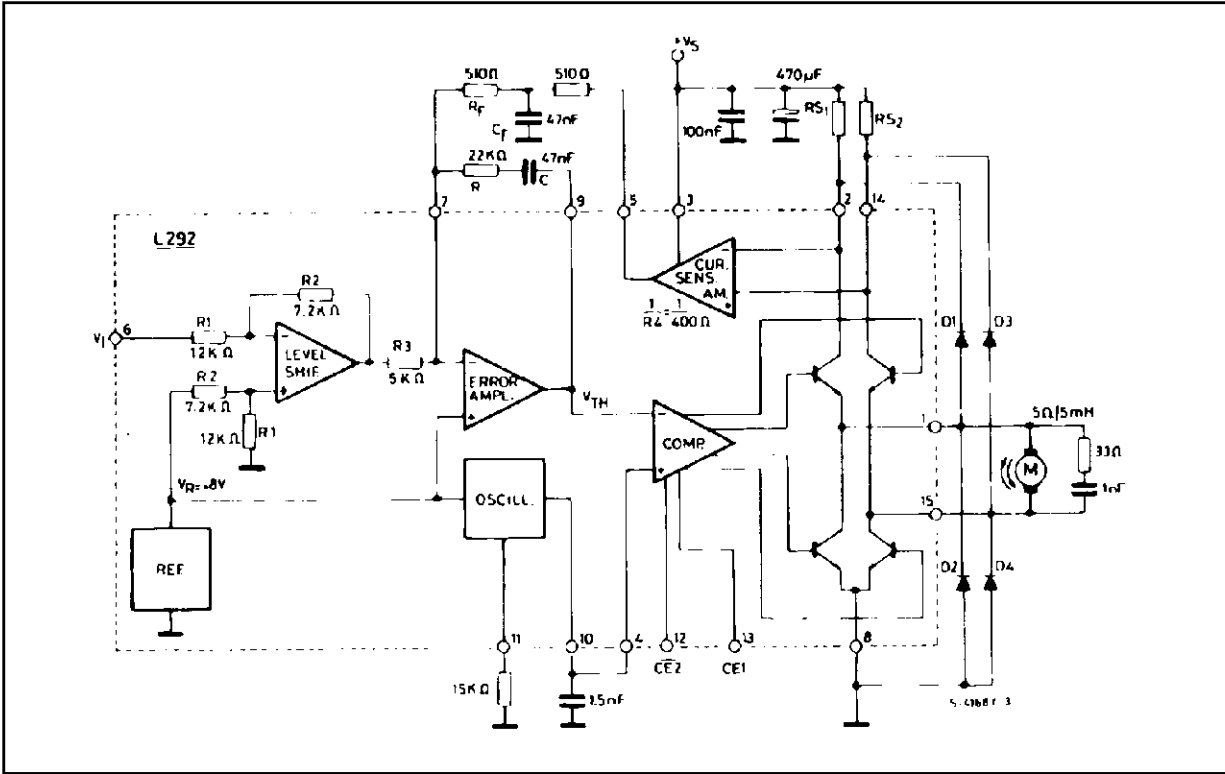 +VS
510Ω
510Ω
470µF
RF
47nF
CF
100nF
RS1
RS2
22KΩ
47nF
R
C
7
9
5
3
2
14
L292
R2
7.2KΩ
CUR.
SENS.
AM.
1/R4 = 1/400Ω
VI
6
R1
12KΩ
LEVEL
SHIF.
R3
5KΩ
ERROR
AMPL.
VTH
R2
7.2KΩ
12KΩ
R1
D1
D3
1
5Ω/5mH
COMP.
M
33Ω
1nF
VR=+8V
OSCILL.
15
REF.
D2
D4
11
10
4
12
13
8
CE2
CE1
15KΩ
1.5nF